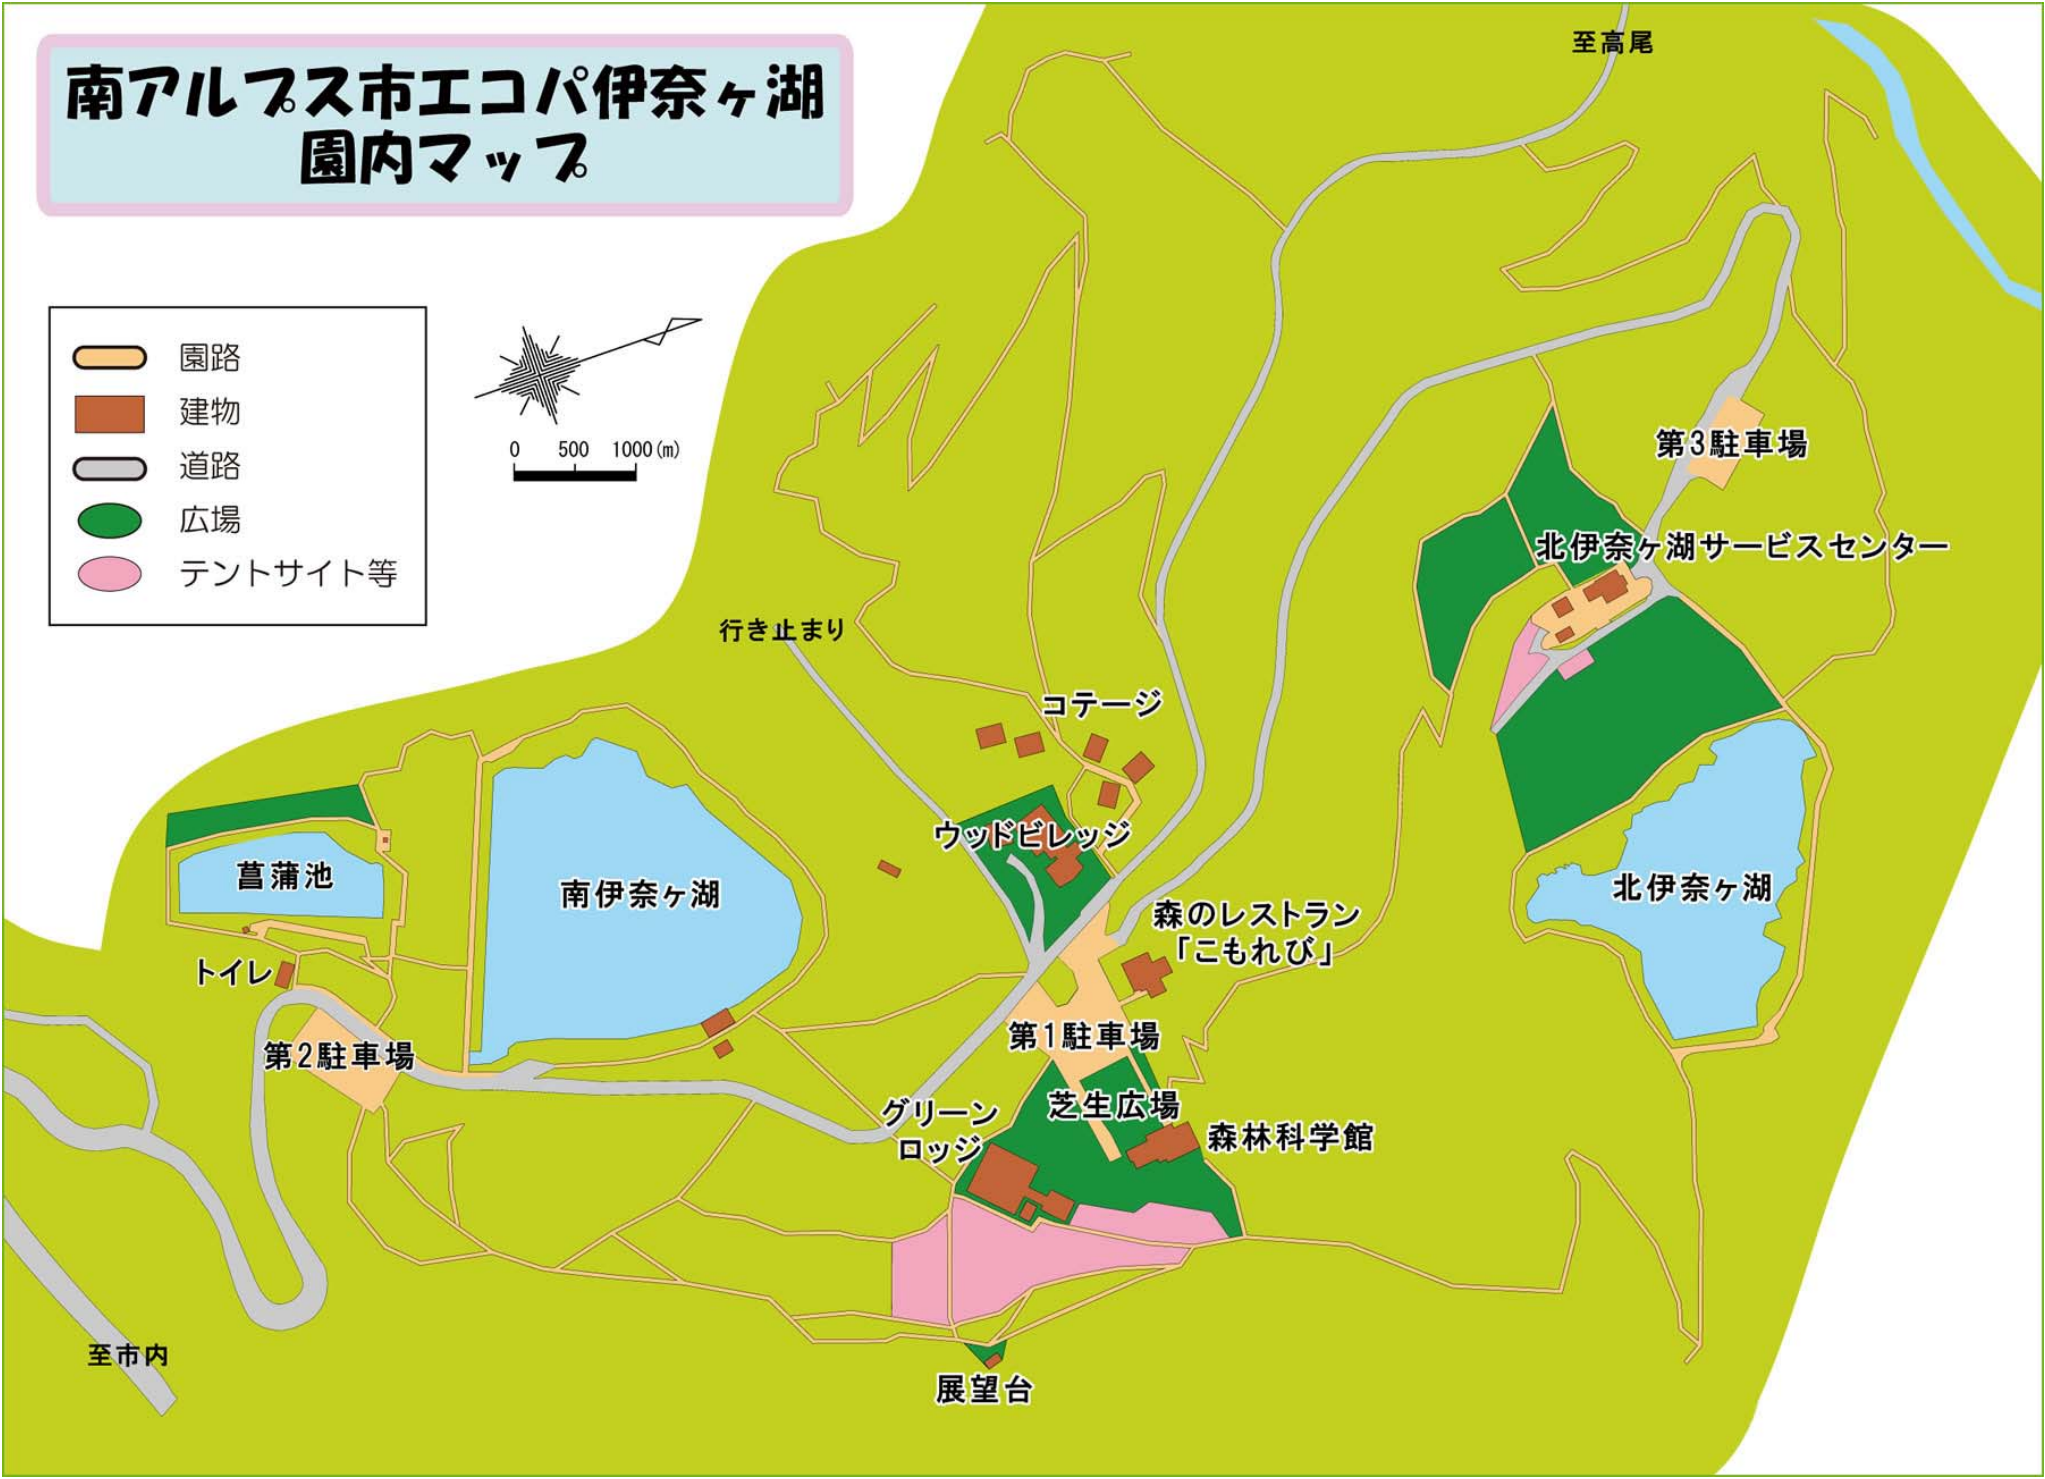 南アルプス市エコパ伊奈ヶ湖
園内マップ
至高尾
園路
建物
道路
広場
テントサイト等
0 500 1000(m)
第3駐車場
北伊奈ヶ湖サービスセンター
行き止まり
コテージ
ウッドビレッジ
菖蒲池
南伊奈ヶ湖
北伊奈ヶ湖
森のレストラン
「こもれび」
トイレ
第1駐車場
第2駐車場
芝生広場
グリーン
ロッジ
森林科学館
至市内
展望台